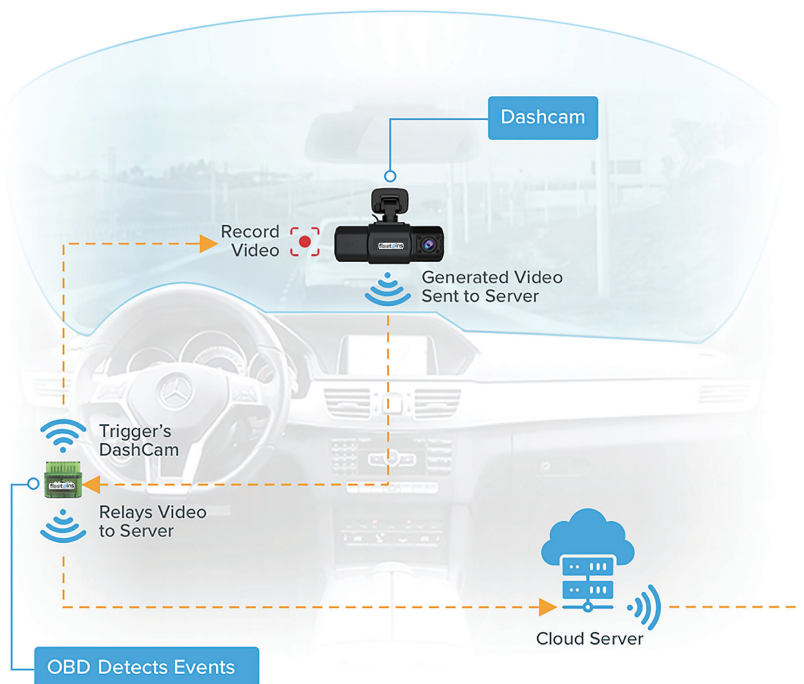 Dashcam
Record
Video
Generated Video
Sent to Server
Trigger's
DashCam
Relays Video
to Server
Cloud Server
OBD Detects Events